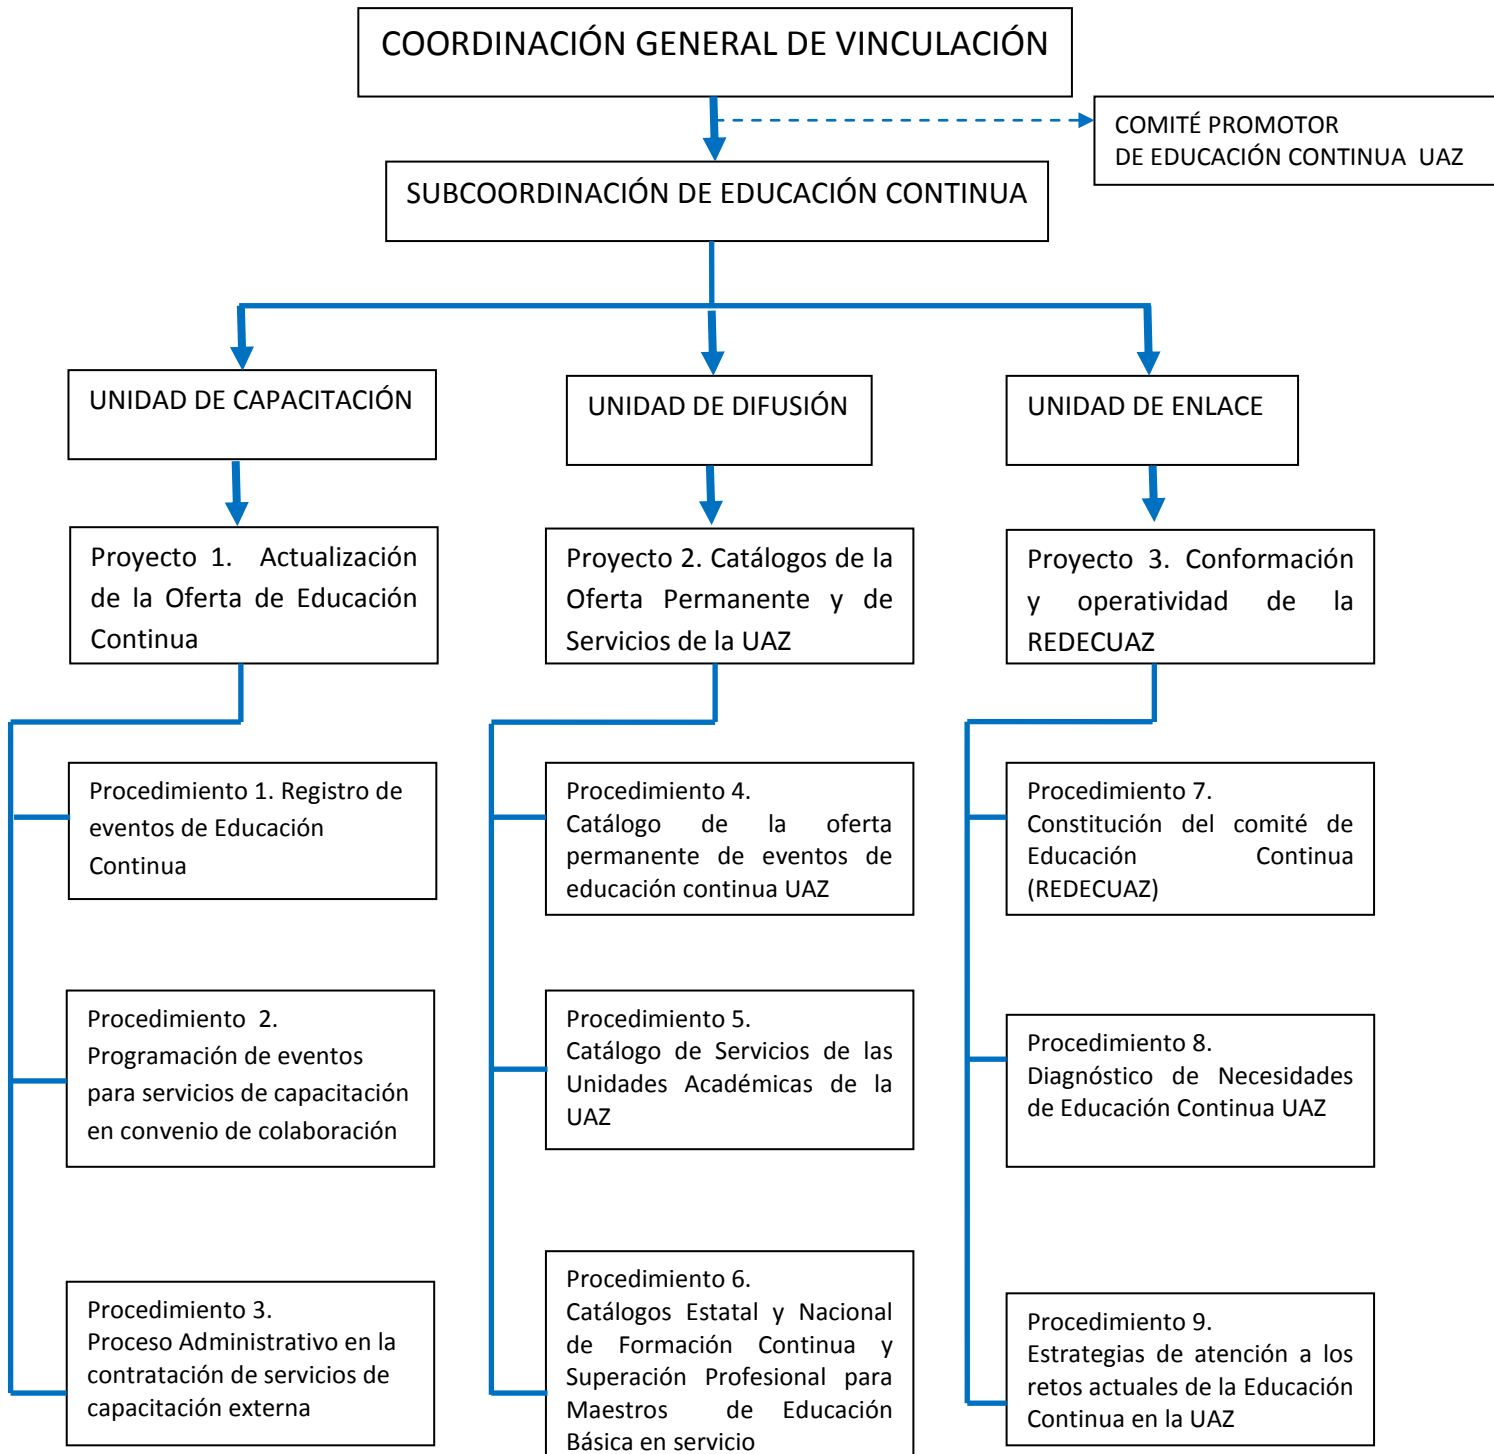 COORDINACIÓN GENERAL DE VINCULACIÓN
COMITÉ PROMOTOR
DE EDUCACIÓN CONTINUA UAZ
SUBCOORDINACIÓN DE EDUCACIÓN CONTINUA
UNIDAD DE CAPACITACIÓN
UNIDAD DE DIFUSIÓN
UNIDAD DE ENLACE
Proyecto 1. Actualización
de la Oferta de Educación
Continua
Proyecto 2. Catálogos de la
Oferta Permanente y de
Servicios de la UAZ
Proyecto 3. Conformación
y operatividad de la
REDECUAZ
Procedimiento 1. Registro de
eventos de Educación
Continua
Procedimiento 4.
Catálogo de la oferta
permanente de eventos de
educación continua UAZ
Procedimiento 7.
Constitución del comité de
Educación Continua
(REDECUAZ)
Procedimiento 2.
Programación de eventos
para servicios de capacitación
en convenio de colaboración
Procedimiento 5.
Catálogo de Servicios de las
Unidades Académicas de la
UAZ
Procedimiento 8.
Diagnóstico de Necesidades
de Educación Continua UAZ
Procedimiento 3.
Proceso Administrativo en la
contratación de servicios de
capacitación externa
Procedimiento 6.
Catálogos Estatal y Nacional
de Formación Continua y
Superación Profesional para
Maestros de Educación
Básica en servicio
Procedimiento 9.
Estrategias de atención a los
retos actuales de la Educación
Continua en la UAZ